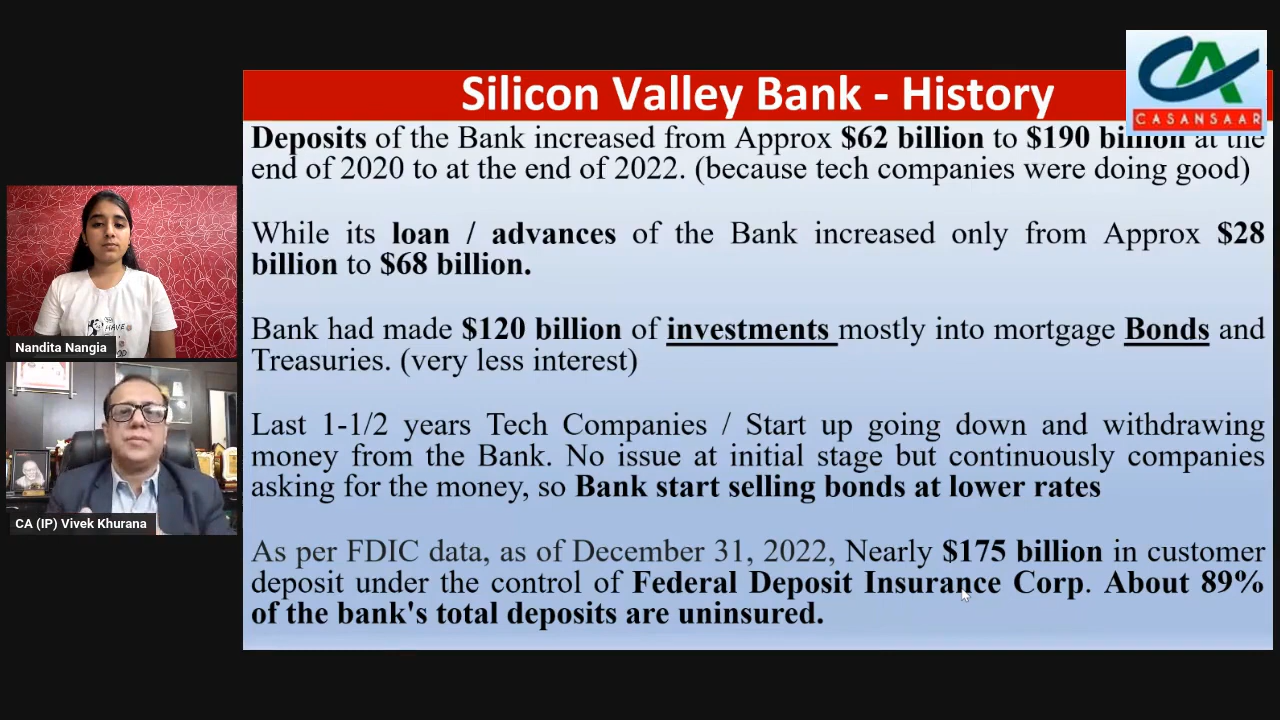 Silicon Valley Bank - History
CASANSAAR
Deposits of the Bank increased from Approx $62 billion to $190 billion at the
end of 2020 to at the end of 2022. (because tech companies were doing good)
While its loan / advances of the Bank increased only from Approx $28
billion to $68 billion.
Bank had made $120 billion of investments mostly into mortgage Bonds and
Treasuries. (very less interest)
Last 1-1/2 years Tech Companies / Start up going down and withdrawing
money from the Bank. No issue at initial stage but continuously companies
asking for the money, so Bank start selling bonds at lower rates
As per FDIC data, as of December 31, 2022, Nearly $175 billion in customer
deposit under the control of Federal Deposit Insurance Corp. About 89%
of the bank's total deposits are uninsured.
HAVE
Nandita Nangia
CA (IP) Vivek Khurana